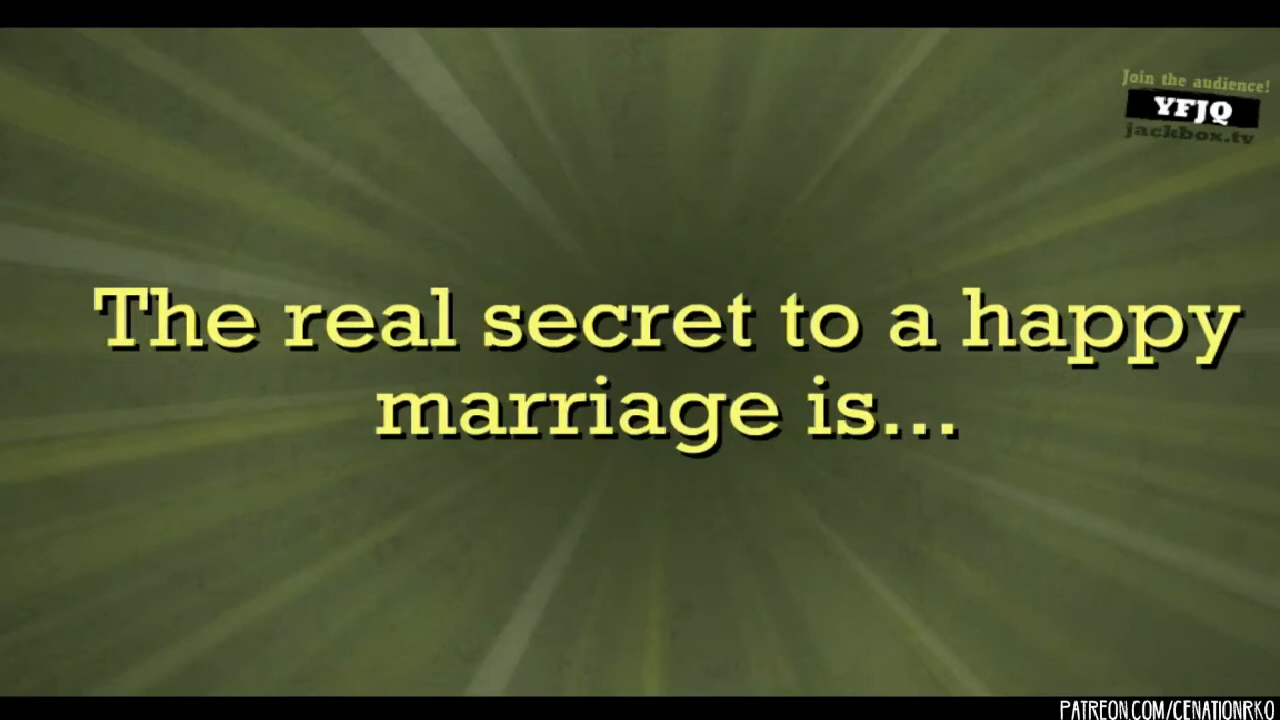 Join the audience!
YFJQ
jackbox.tv
The real secret to a happy
marriage is...
PATREON.COM/CENATIONRKO